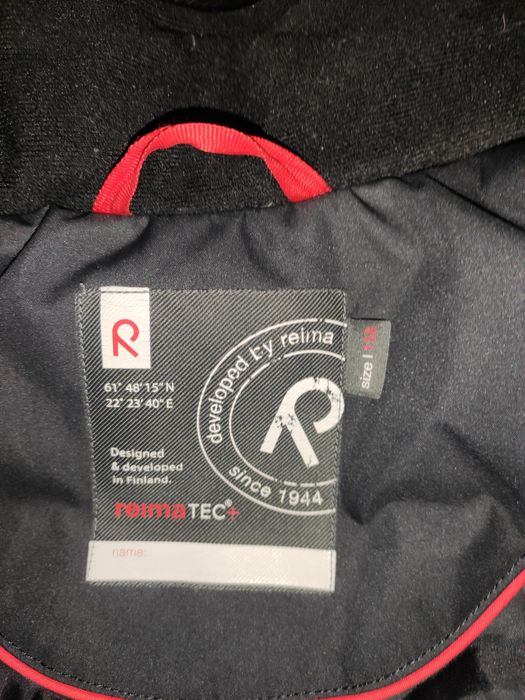 R
61° 48' 15" N
22° 23' 40" E
Designed
& developed
in Finland.
reimaTEC®+
name:
developed by reima
R
since 1944
size |